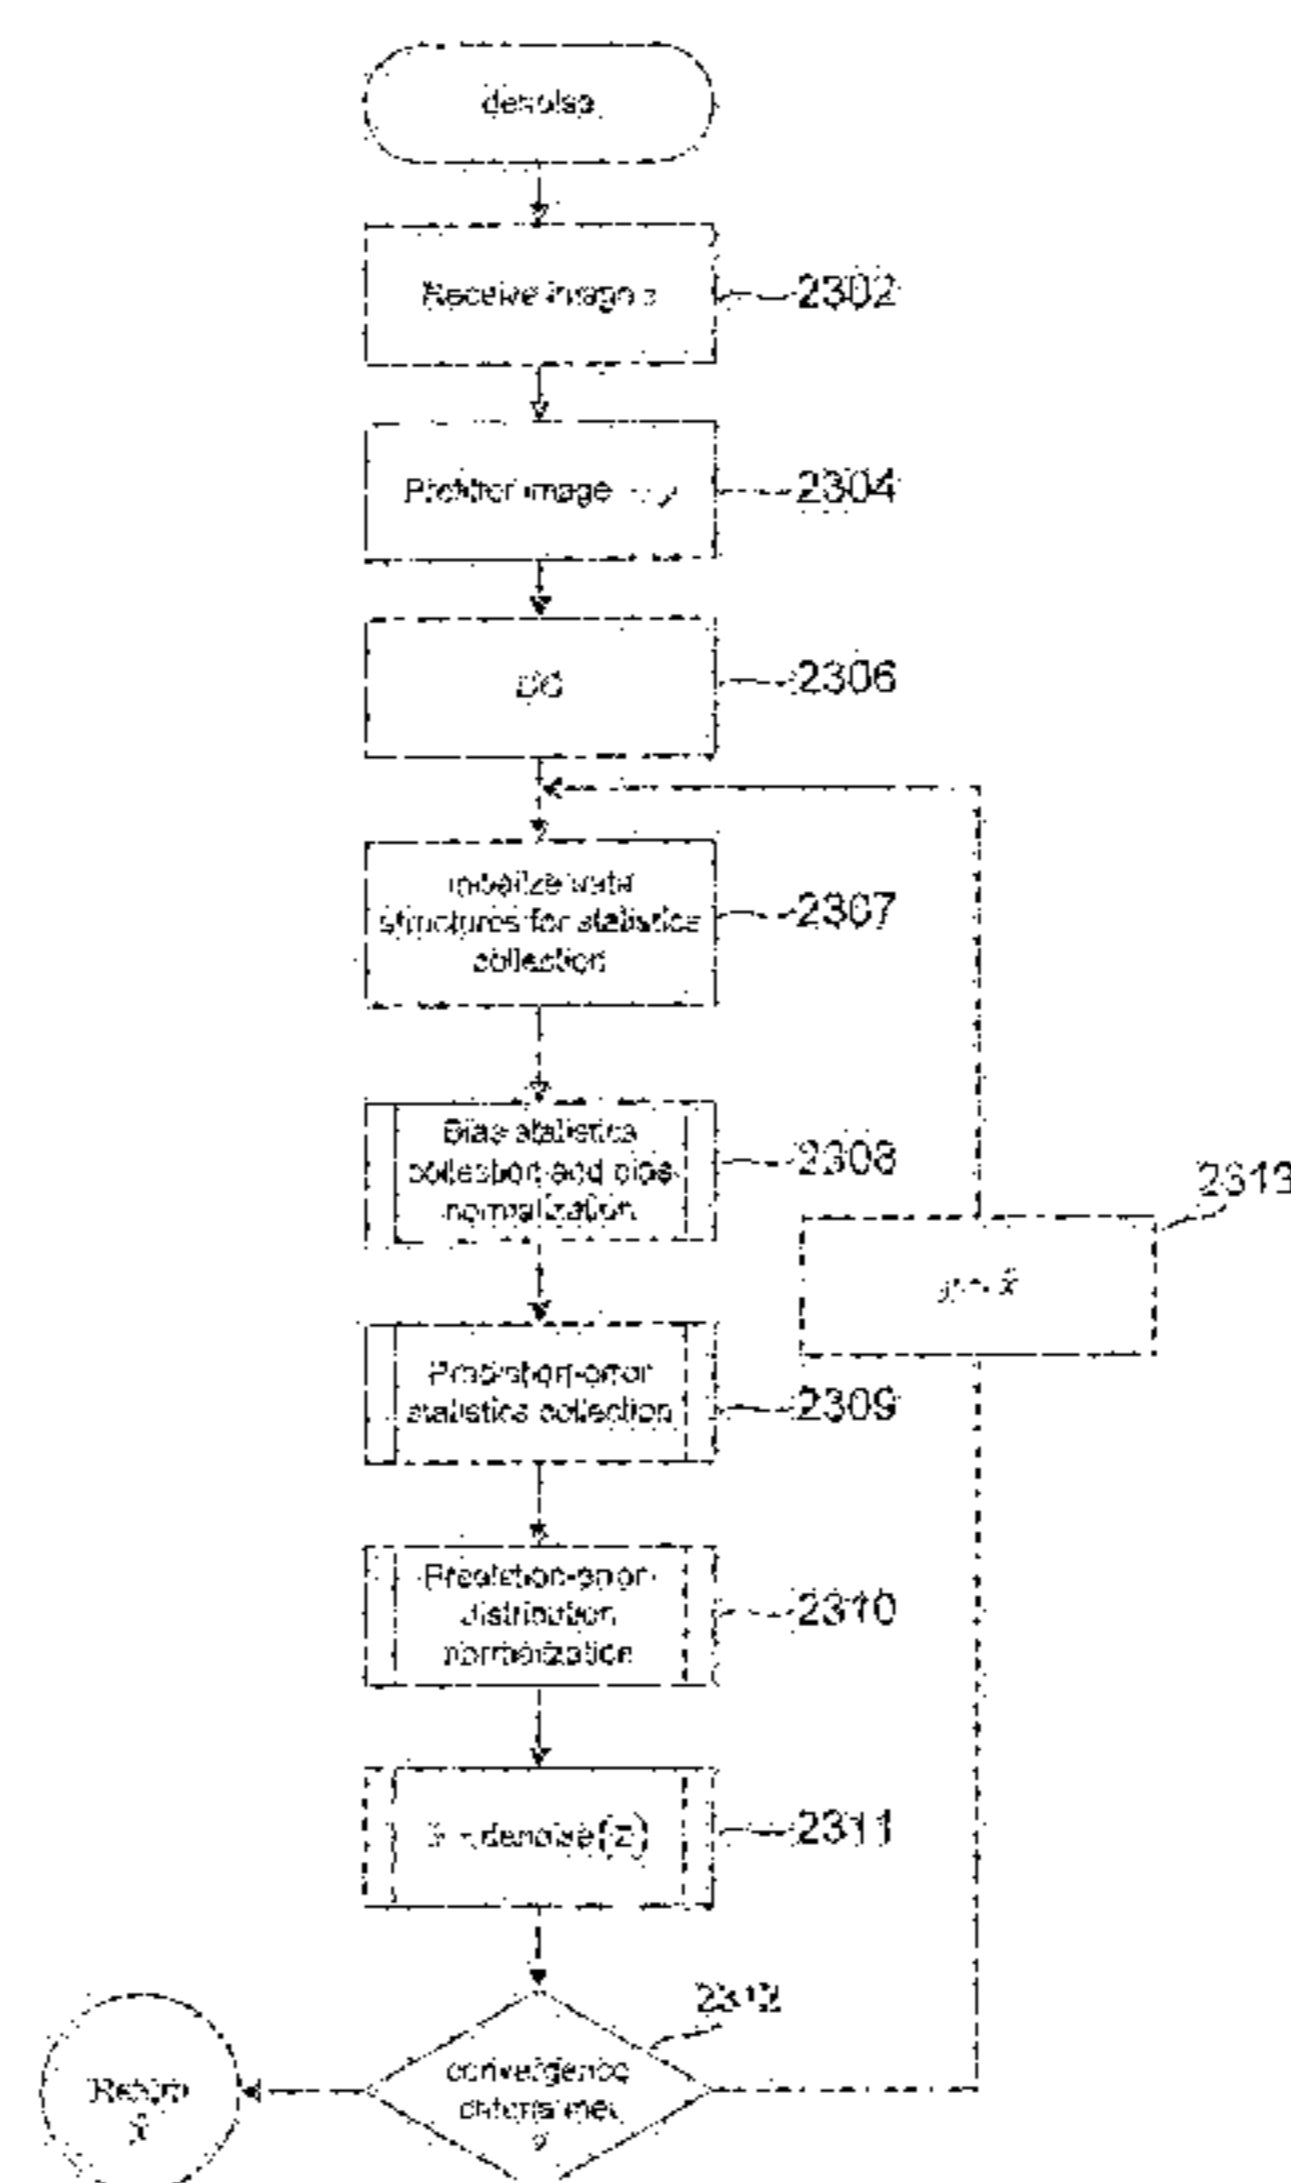 denoise
Receive image z
2302
Prefilter image → y
2304
DO
2306
Initialize data
structures for statistics
collection
2307
Bias statistics
collection and bias
normalization
2308
2313
y ← x̂
Prediction-error
statistics collection
2309
Prediction-error
distribution
normalization
2310
x̂ = denoise(z)
2311
2312
convergence
criteria met
?
Return
x̂